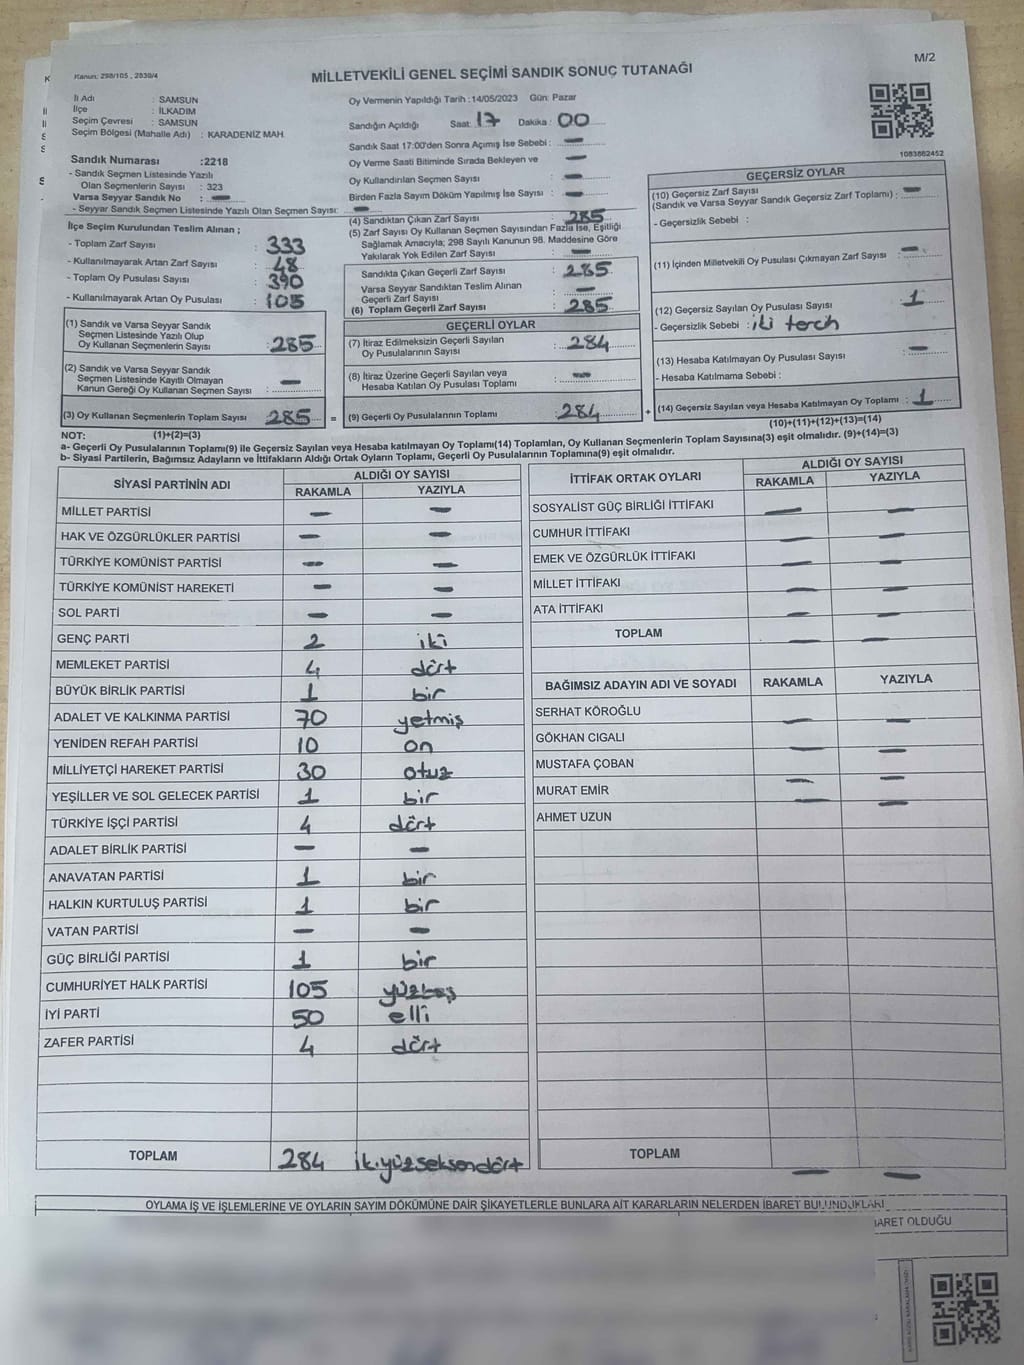 M/2
Kanun: 298/105 , 2839/4
MİLLETVEKİLİ GENEL SEÇİMİ SANDIK SONUÇ TUTANAĞI
İl Adı : SAMSUN
İlçe : İLKADIM
Seçim Çevresi : SAMSUN
Seçim Bölgesi (Mahalle Adı) : KARADENİZ MAH.
Sandık Numarası :2218
- Sandık Seçmen Listesinde Yazılı
Olan Seçmenlerin Sayısı : 323
Varsa Seyyar Sandık No : —
- Seyyar Sandık Seçmen Listesinde Yazılı Olan Seçmen Sayısı: —
İlçe Seçim Kurulundan Teslim Alınan ;
- Toplam Zarf Sayısı : 333
- Kullanılmayarak Artan Zarf Sayısı : 48
- Toplam Oy Pusulası Sayısı : 390
- Kullanılmayarak Artan Oy Pusulası : 105
(1) Sandık ve Varsa Seyyar Sandık
Seçmen Listesinde Yazılı Olup
Oy Kullanan Seçmenlerin Sayısı : 285
(2) Sandık ve Varsa Seyyar Sandık
Seçmen Listesinde Kayıtlı Olmayan
Kanun Gereği Oy Kullanan Seçmen Sayısı : —
(3) Oy Kullanan Seçmenlerin Toplam Sayısı : 285 =
Oy Vermenin Yapıldığı Tarih :14/05/2023 Gün: Pazar
Sandığın Açıldığı Saat: 17 Dakika : 00
Sandık Saat 17:00'den Sonra Açımış İse Sebebi : —
Oy Verme Saati Bitiminde Sırada Bekleyen ve —
Oy Kullandırılan Seçmen Sayısı : —
Birden Fazla Sayım Döküm Yapılmış İse Sayısı : —
(4) Sandıktan Çıkan Zarf Sayısı : 285
(5) Zarf Sayısı Oy Kullanan Seçmen Sayısından Fazla İse, Eşitliği
Sağlamak Amacıyla; 298 Sayılı Kanunun 98. Maddesine Göre
Yakılarak Yok Edilen Zarf Sayısı : —
Sandıkta Çıkan Geçerli Zarf Sayısı : 285
Varsa Seyyar Sandıktan Teslim Alınan
Geçerli Zarf Sayısı : —
(6) Toplam Geçerli Zarf Sayısı : 285
GEÇERLİ OYLAR
(7) İtiraz Edilmeksizin Geçerli Sayılan
Oy Pusulalarının Sayısı : 284
(8) İtiraz Üzerine Geçerli Sayılan veya
Hesaba Katılan Oy Pusulası Toplamı : —
(9) Geçerli Oy Pusulalarının Toplamı : 284 +
1083862452
GEÇERSİZ OYLAR
(10) Geçersiz Zarf Sayısı
(Sandık ve Varsa Seyyar Sandık Geçersiz Zarf Toplamı) : —
- Geçersizlik Sebebi :
(11) İçinden Milletvekili Oy Pusulası Çıkmayan Zarf Sayısı : —
(12) Geçersiz Sayılan Oy Pusulası Sayısı : 1
- Geçersizlik Sebebi : iki terch
(13) Hesaba Katılmayan Oy Pusulası Sayısı : —
- Hesaba Katılmama Sebebi :
(14) Geçersiz Sayılan veya Hesaba Katılmayan Oy Toplamı : 1
(10)+(11)+(12)+(13)=(14)
NOT: (1)+(2)=(3)
a- Geçerli Oy Pusulalarının Toplamı(9) ile Geçersiz Sayılan veya Hesaba katılmayan Oy Toplamı(14) Toplamları, Oy Kullanan Seçmenlerin Toplam Sayısına(3) eşit olmalıdır. (9)+(14)=(3)
b- Siyasi Partilerin, Bağımsız Adayların ve İttifakların Aldığı Ortak Oyların Toplamı, Geçerli Oy Pusulalarının Toplamına(9) eşit olmalıdır.
SİYASİ PARTİNİN ADI ALDIĞI OY SAYISI
RAKAMLA YAZIYLA
MİLLET PARTİSİ — —
HAK VE ÖZGÜRLÜKLER PARTİSİ — —
TÜRKİYE KOMÜNİST PARTİSİ — —
TÜRKİYE KOMÜNİST HAREKETİ — —
SOL PARTİ — —
GENÇ PARTİ 2 iki
MEMLEKET PARTİSİ 4 dört
BÜYÜK BİRLİK PARTİSİ 1 bir
ADALET VE KALKINMA PARTİSİ 70 yetmiş
YENİDEN REFAH PARTİSİ 10 on
MİLLİYETÇİ HAREKET PARTİSİ 30 otuz
YEŞİLLER VE SOL GELECEK PARTİSİ 1 bir
TÜRKİYE İŞÇİ PARTİSİ 4 dört
ADALET BİRLİK PARTİSİ — —
ANAVATAN PARTİSİ 1 bir
HALKIN KURTULUŞ PARTİSİ 1 bir
VATAN PARTİSİ — —
GÜÇ BİRLİĞİ PARTİSİ 1 bir
CUMHURİYET HALK PARTİSİ 105 yüzbeş
İYİ PARTİ 50 elli
ZAFER PARTİSİ 4 dört
TOPLAM 284 ikiyüzseksendört
İTTİFAK ORTAK OYLARI ALDIĞI OY SAYISI
RAKAMLA YAZIYLA
SOSYALİST GÜÇ BİRLİĞİ İTTİFAKI — —
CUMHUR İTTİFAKI — —
EMEK VE ÖZGÜRLÜK İTTİFAKI — —
MİLLET İTTİFAKI — —
ATA İTTİFAKI — —
TOPLAM — —
BAĞIMSIZ ADAYIN ADI VE SOYADI RAKAMLA YAZIYLA
SERHAT KÖROĞLU — —
GÖKHAN CIGALI — —
MUSTAFA ÇOBAN — —
MURAT EMİR — —
AHMET UZUN
TOPLAM — —
OYLAMA İŞ VE İŞLEMLERİNE VE OYLARIN SAYIM DÖKÜMÜNE DAİR ŞİKAYETLERLE BUNLARA AİT KARARLARIN NELERDEN İBARET BULUNDUKLARI
BARET OLDUĞU